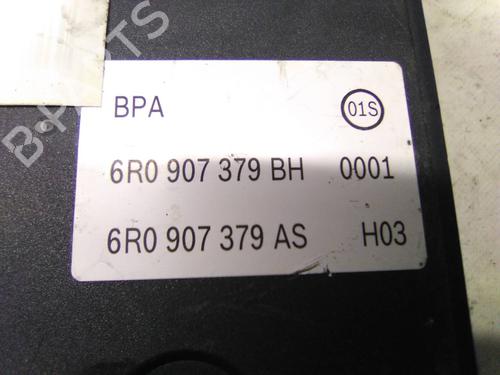 B-PARTS
BPA 01S
6R0 907 379 BH 0001
6R0 907 379 AS H03